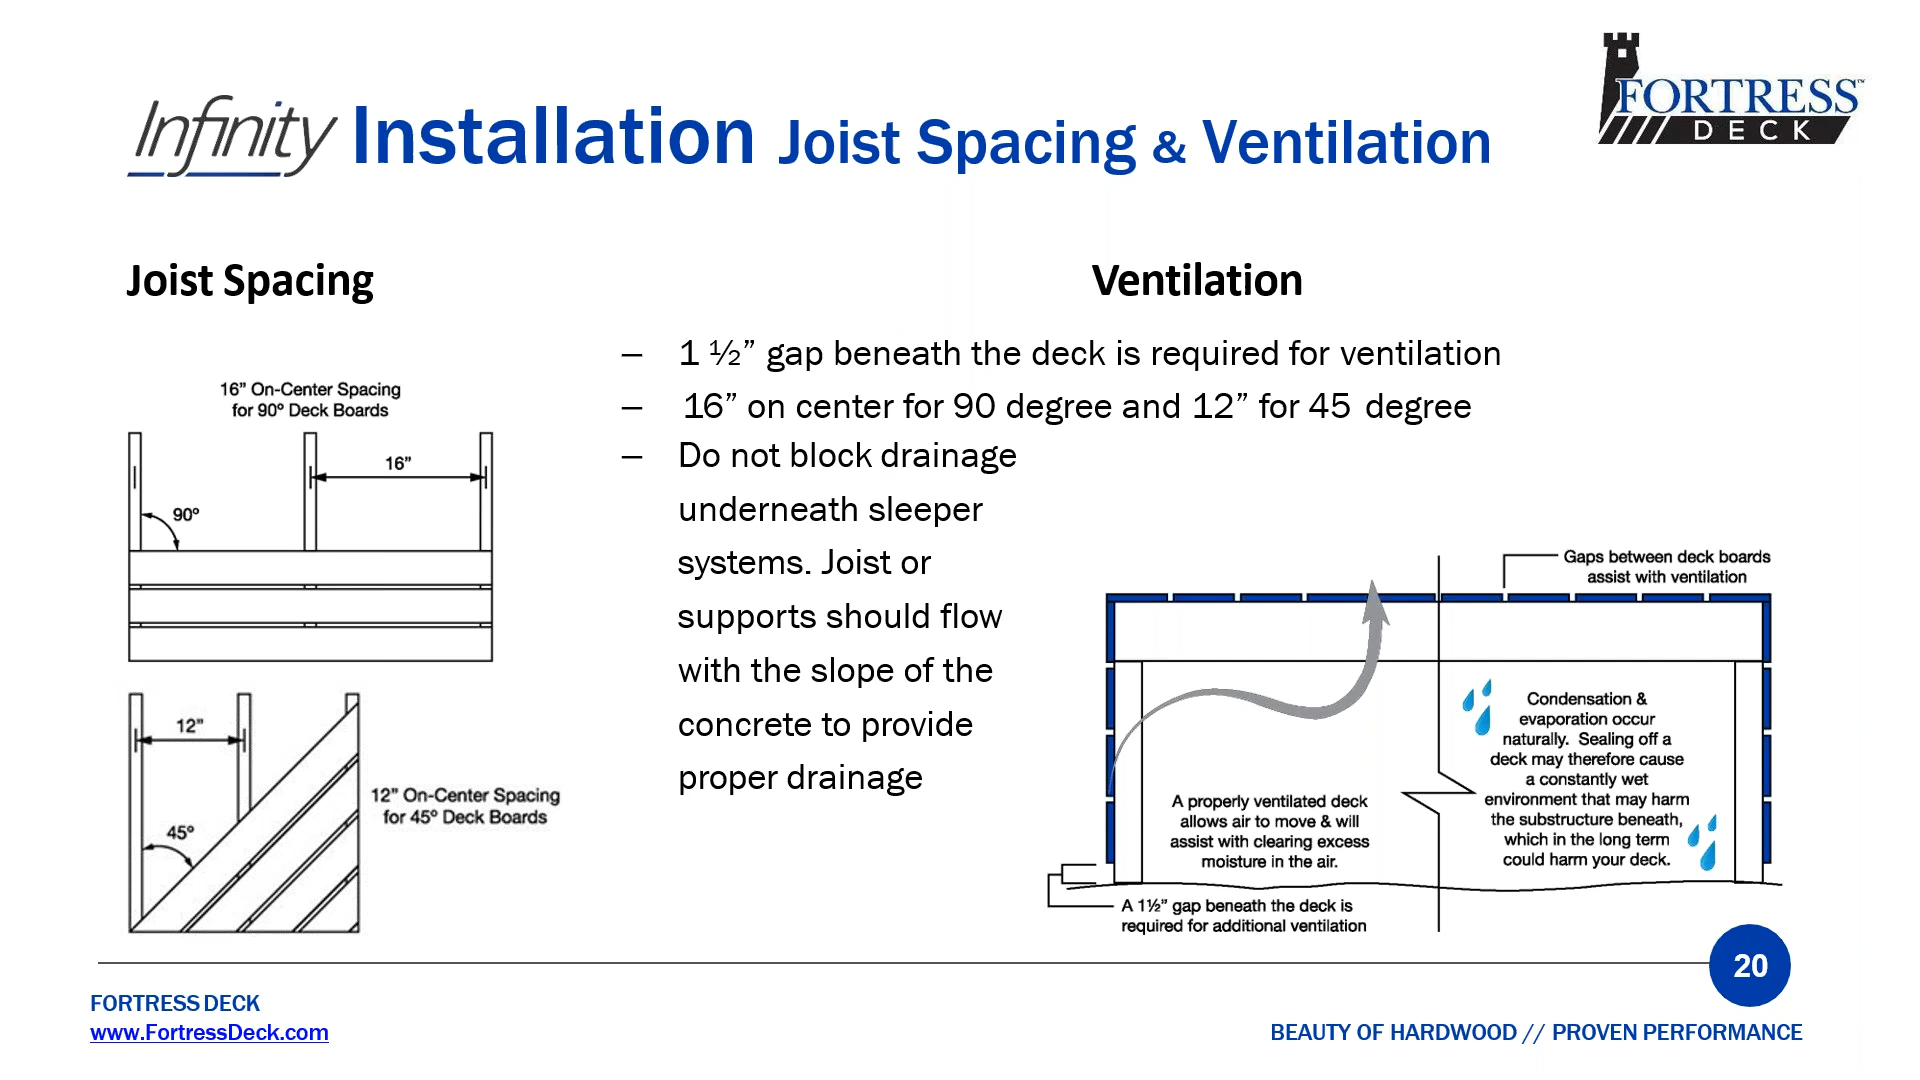 FORTRESS™
DECK
Infinity Installation Joist Spacing & Ventilation
Joist Spacing
16” On-Center Spacing
for 90º Deck Boards
16”
90º
12”
45º
12” On-Center Spacing
for 45º Deck Boards
Ventilation
– 1 ½” gap beneath the deck is required for ventilation
– 16” on center for 90 degree and 12” for 45 degree
– Do not block drainage
underneath sleeper
systems. Joist or
supports should flow
with the slope of the
concrete to provide
proper drainage
Gaps between deck boards
assist with ventilation
A properly ventilated deck
allows air to move & will
assist with clearing excess
moisture in the air.
Condensation &
evaporation occur
naturally. Sealing off a
deck may therefore cause
a constantly wet
environment that may harm
the substructure beneath,
which in the long term
could harm your deck.
A 1½” gap beneath the deck is
required for additional ventilation
20
FORTRESS DECK
www.FortressDeck.com
BEAUTY OF HARDWOOD // PROVEN PERFORMANCE